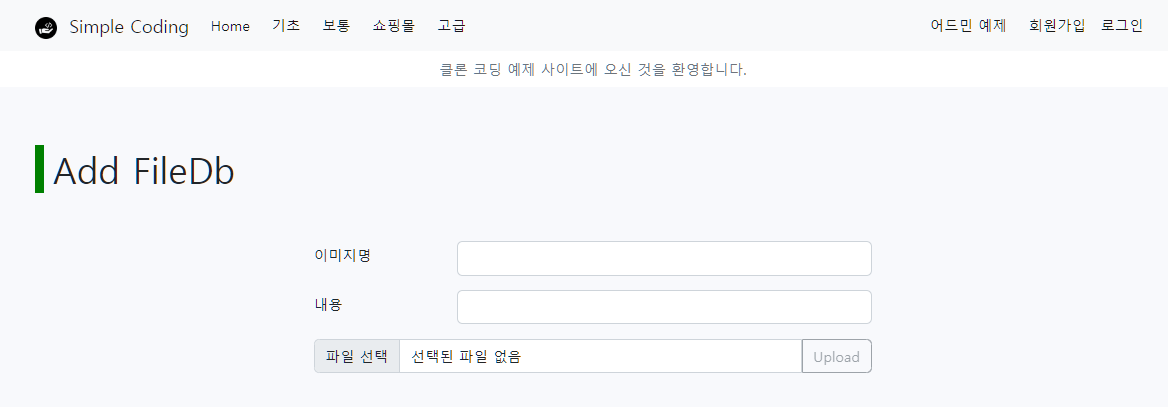 Simple Coding Home 기초 보통 쇼핑몰 고급 어드민 예제 회원가입 로그인
클론 코딩 예제 사이트에 오신 것을 환영합니다.
Add FileDb
이미지명
내용
파일 선택 선택된 파일 없음 Upload